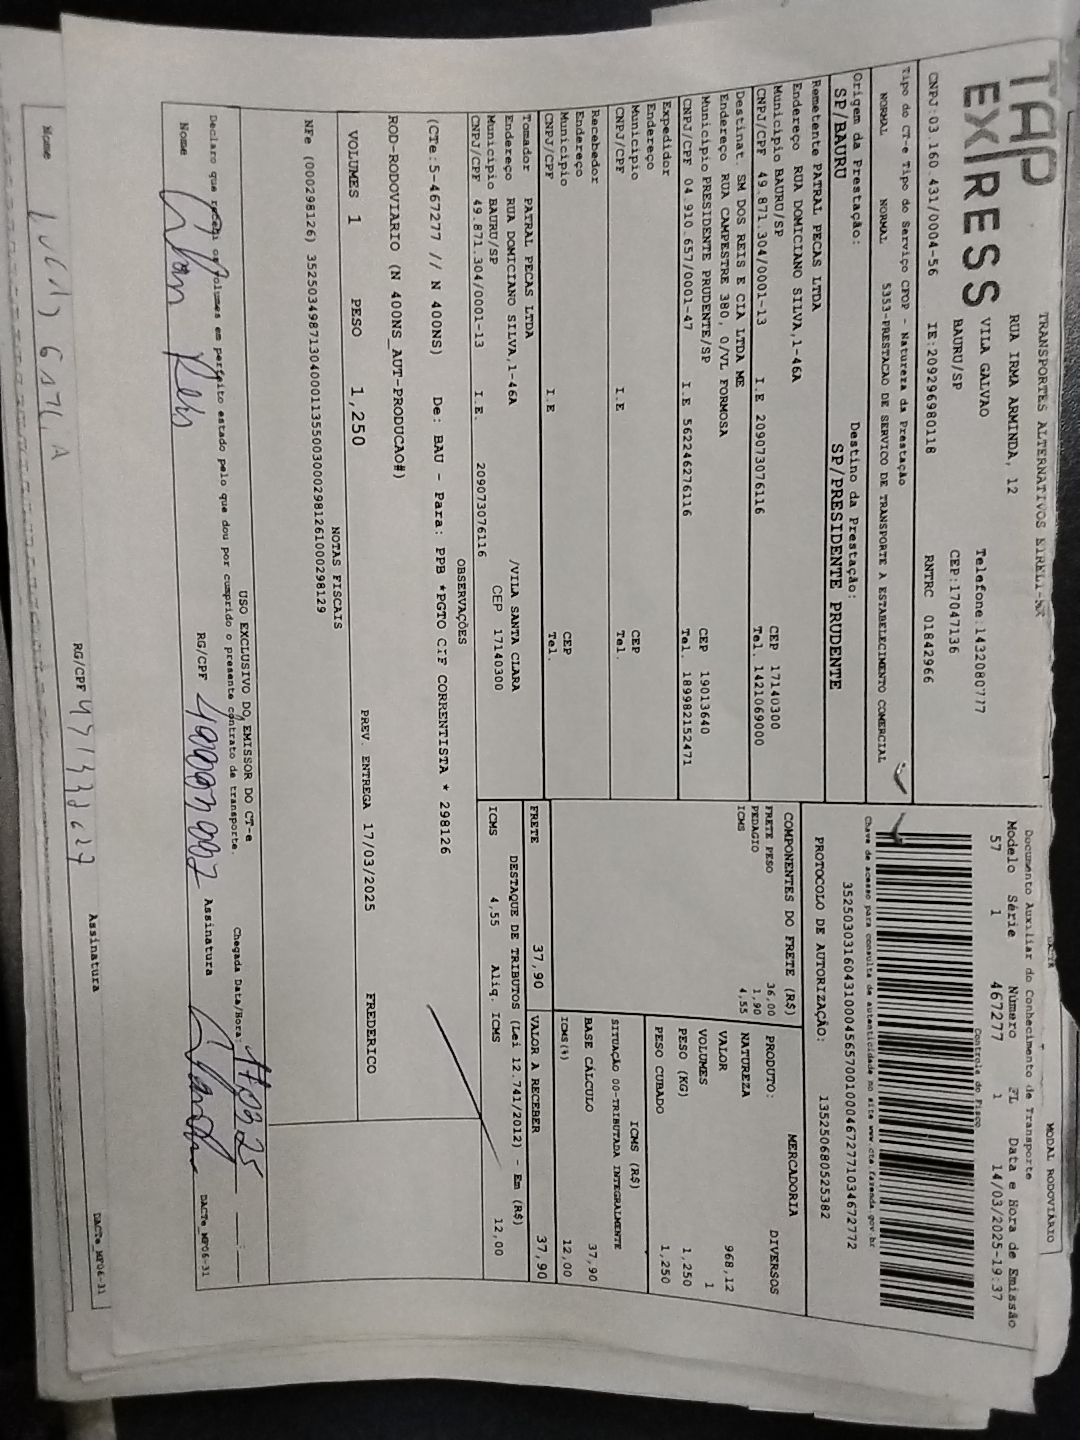 TAP EXPRESS
TRANSPORTES ALTERNATIVOS EIRELI-
RUA IRMA ARMINDA, 12
VILA GALVAO Telefone:1432080777
BAURU/SP CEP:17047136
CNPJ:03.160.431/0004-56 IE:209296980118 RNTRC 01842966
DACTE MODAL RODOVIÁRIO
Documento Auxiliar do Conhecimento de Transporte
Modelo Série Número FL Data e Hora de Emissão
57 1 467277 1 14/03/2025-19:37
Controle do Fisco
Chave de acesso para consulta de autenticidade no site www.cte.fazenda.gov.br
35250303160431000456570010004672771034672772
PROTOCOLO DE AUTORIZAÇÃO: 135250680525382
Tipo do CT-e Tipo do Serviço CFOP - Natureza da Prestação
NORMAL NORMAL 5353-PRESTACAO DE SERVICO DE TRANSPORTE A ESTABELECIMENTO COMERCIAL
Origem da Prestação: Destino da Prestação:
SP/BAURU SP/PRESIDENTE PRUDENTE
Remetente PATRAL PECAS LTDA
Endereço RUA DOMICIANO SILVA,1-46A
Município BAURU/SP CEP 17140300
CNPJ/CPF 49.871.304/0001-13 I.E 209073076116 Tel. 1421069000
Destinat. SM DOS REIS E CIA LTDA ME
Endereço RUA CAMPESTRE 380, 0/VL FORMOSA
Município PRESIDENTE PRUDENTE/SP CEP 19013640
CNPJ/CPF 04.910.657/0001-47 I.E 562246276116 Tel. 189982152471
Expedidor
Endereço
Município CEP
CNPJ/CPF I.E Tel.
Recebedor
Endereço
Município CEP
CNPJ/CPF I.E Tel.
Tomador PATRAL PECAS LTDA
Endereço RUA DOMICIANO SILVA,1-46A /VILA SANTA CLARA
Município BAURU/SP CEP 17140300
CNPJ/CPF 49.871.304/0001-13 I.E. 209073076116
COMPONENTES DO FRETE (R$)
FRETE PESO 36,00
PEDAGIO 1,90
ICMS 4,55
MERCADORIA
PRODUTO: DIVERSOS
NATUREZA
VALOR 968,12
VOLUMES 1
PESO (KG) 1,250
PESO CUBADO 1,250
ICMS (R$)
SITUAÇÃO 00-TRIBUTADA INTEGRALMENTE
BASE CÁLCULO 37,90
ICMS(%) 12,00
FRETE 37,90 VALOR A RECEBER 37,90
DESTAQUE DE TRIBUTOS (Lei 12.741/2012) - Em (R$)
ICMS 4,55 Aliq. ICMS 12,00
OBSERVAÇÕES
(CTe:5-467277 // N 400NS) De: BAU - Para: PPB *PGTO CIF CORRENTISTA * 298126
ROD-RODOVIARIO (N 400NS_AUT-PRODUCAO#)
VOLUMES 1 PESO 1,250 PREV. ENTREGA 17/03/2025 FREDERICO
NOTAS FISCAIS
NFe (000298126) 35250349871304000113550030002981261000298129
USO EXCLUSIVO DO EMISSOR DO CT-e
Declaro que recebi os volumes em perfeito estado pelo que dou por cumprido o presente contrato de transporte. Chegada Data/Hora:
Nome RG/CPF Assinatura
DACTe_MP06-31
Nome RG/CPF Assinatura
DACTe_MP06-31